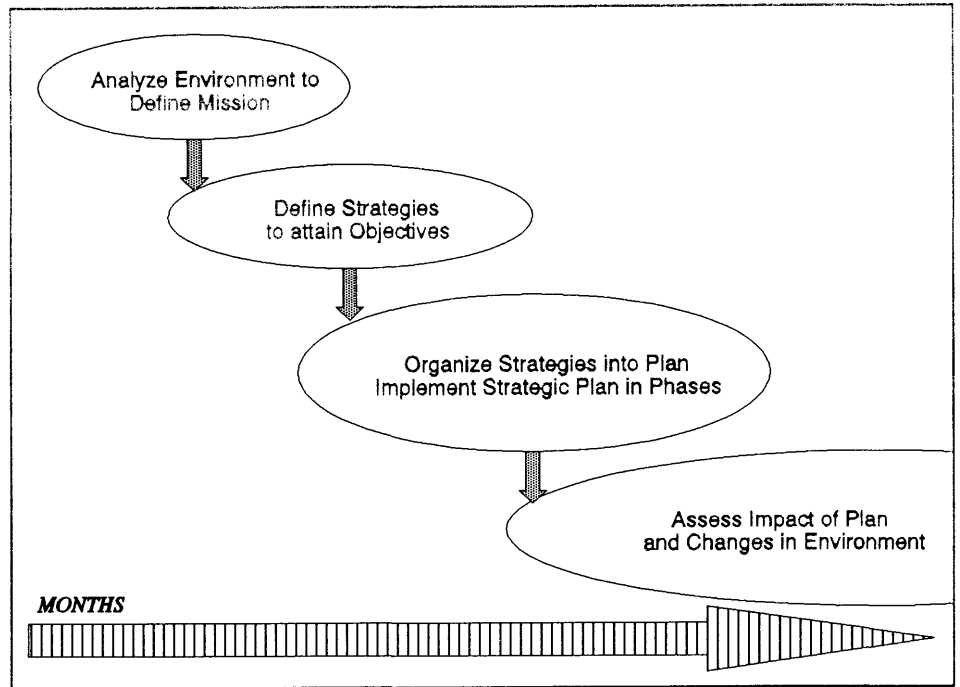 Analyze Environment to
Define Mission
Define Strategies
to attain Objectives
Organize Strategies into Plan
Implement Strategic Plan in Phases
Assess Impact of Plan
and Changes in Environment
MONTHS